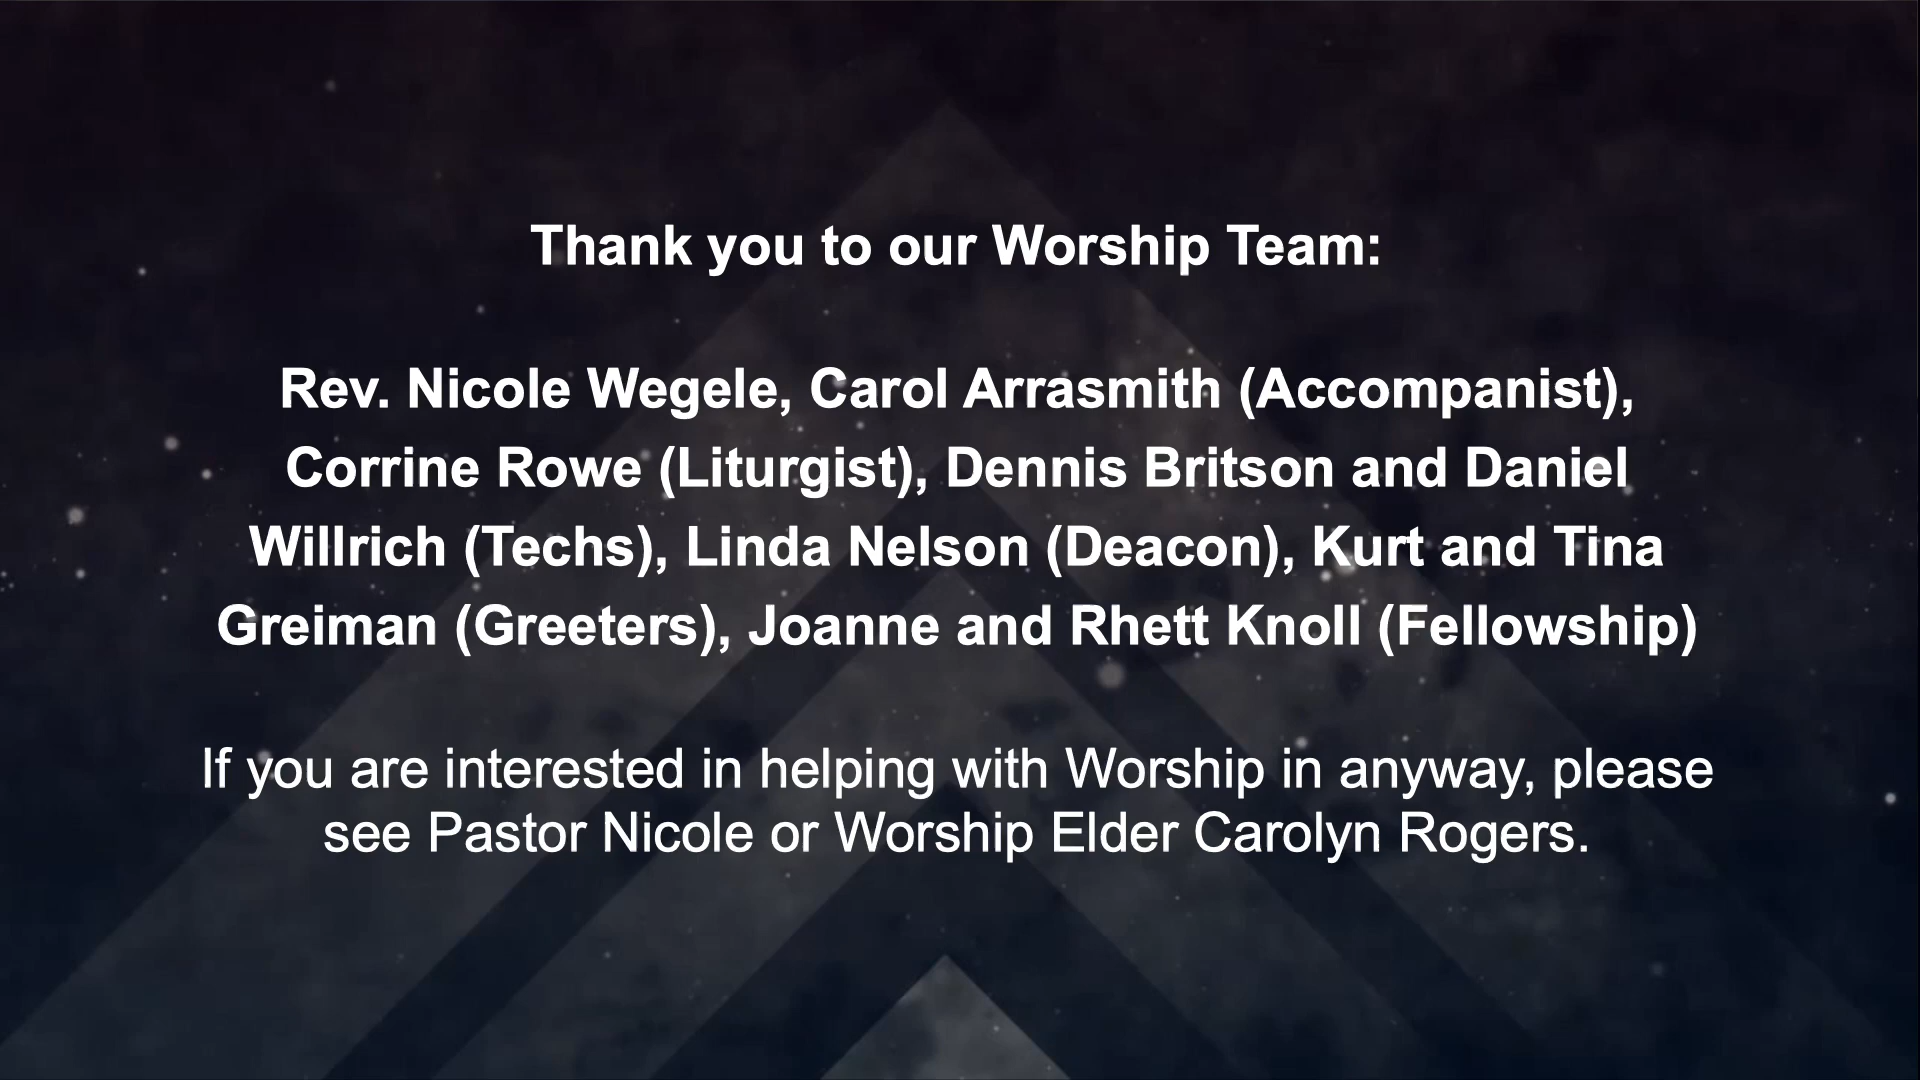 Thank you to our Worship Team:
Rev. Nicole Wegele, Carol Arrasmith (Accompanist),
Corrine Rowe (Liturgist), Dennis Britson and Daniel
Willrich (Techs), Linda Nelson (Deacon), Kurt and Tina
Greiman (Greeters), Joanne and Rhett Knoll (Fellowship)
If you are interested in helping with Worship in anyway, please
see Pastor Nicole or Worship Elder Carolyn Rogers.